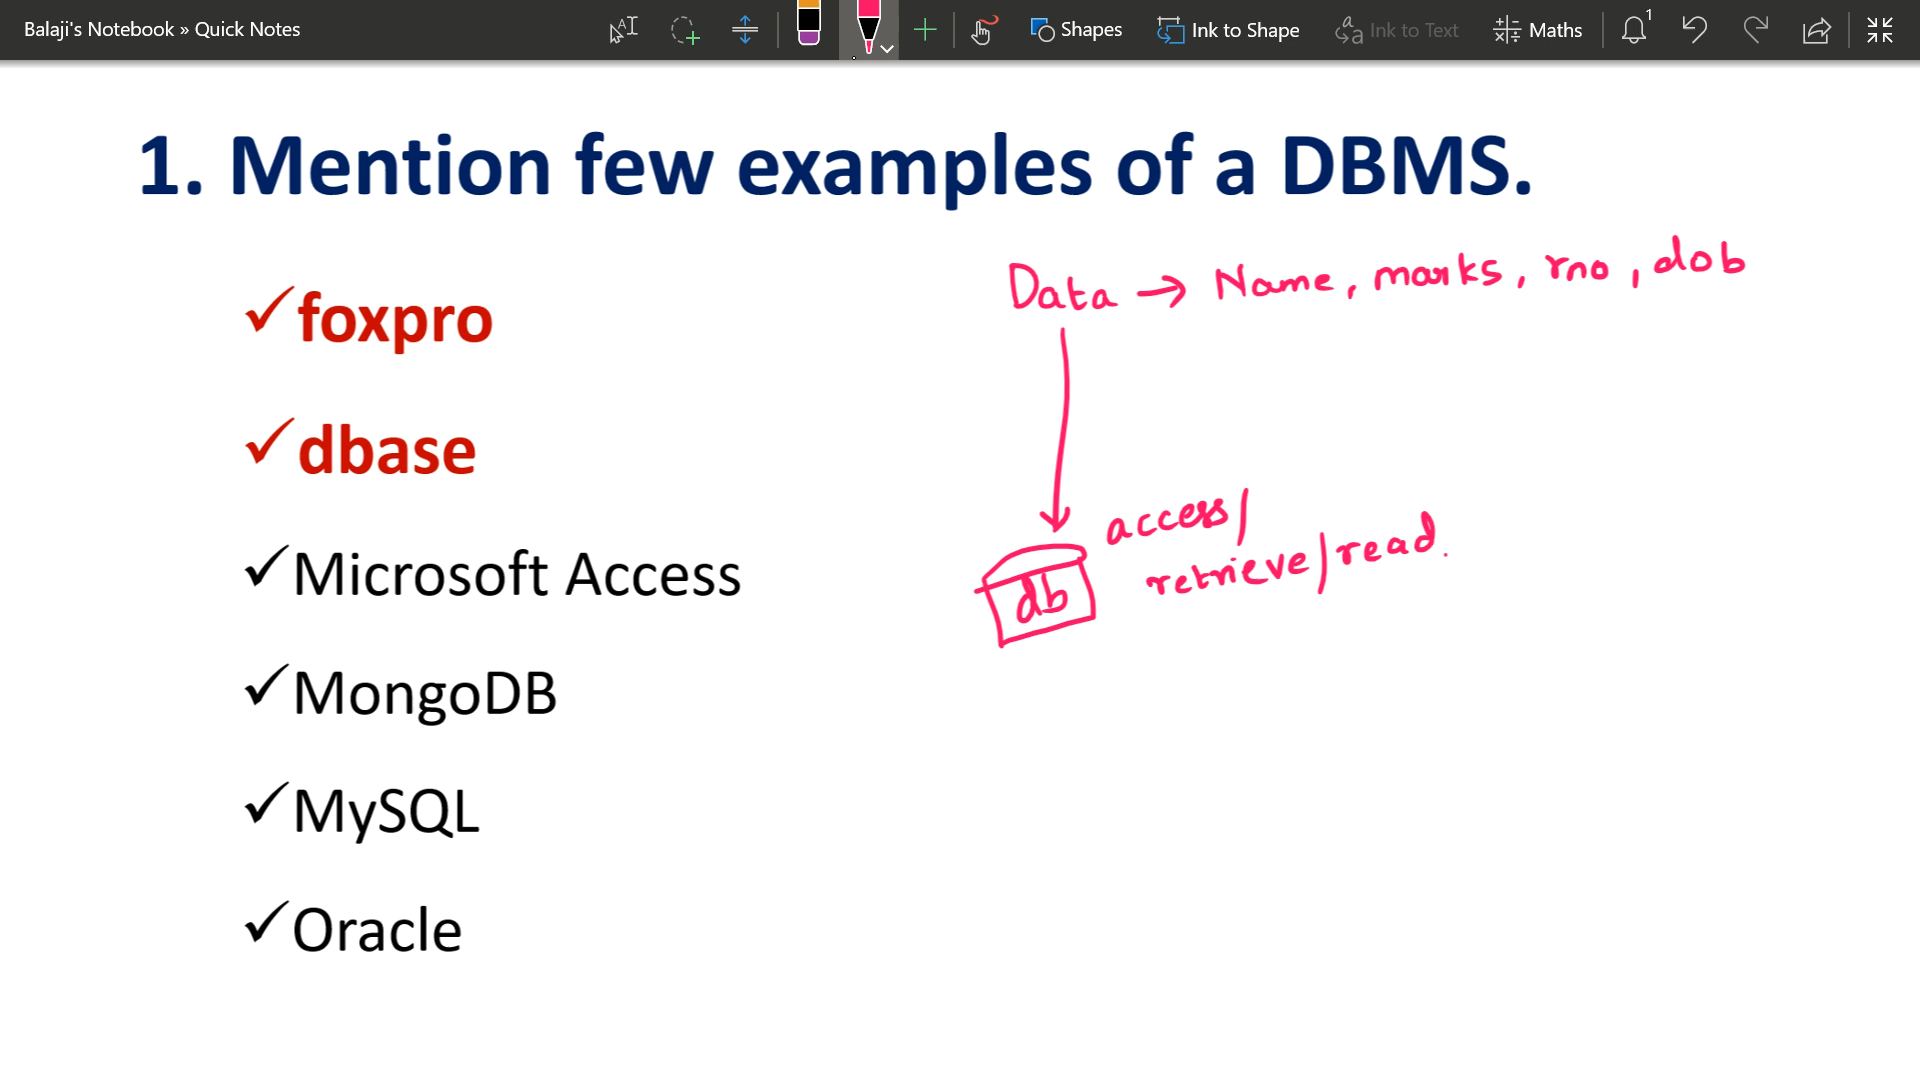 Balaji's Notebook » Quick Notes
Shapes
Ink to Shape
Ink to Text
Maths
1
1. Mention few examples of a DBMS.
Data → Name, marks, rno, dob
✓foxpro
✓dbase
access/
retrieve/read.
db
✓Microsoft Access
✓MongoDB
✓MySQL
✓Oracle